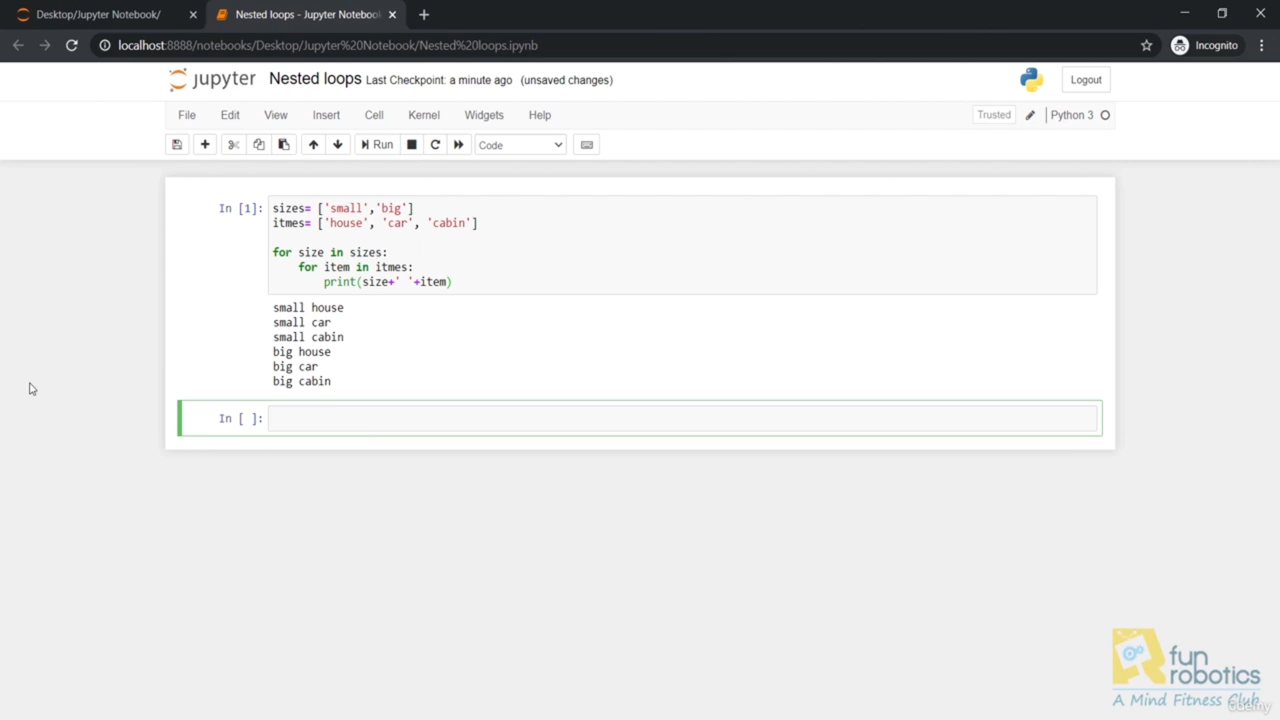 Desktop/Jupyter Notebook/
Nested loops - Jupyter Notebook
localhost:8888/notebooks/Desktop/Jupyter%20Notebook/Nested%20loops.ipynb
Incognito
jupyter Nested loops Last Checkpoint: a minute ago (unsaved changes)
Logout
File Edit View Insert Cell Kernel Widgets Help
Trusted Python 3
Run Code
In [1]: sizes= ['small','big']
itmes= ['house', 'car', 'cabin']
for size in sizes:
for item in itmes:
print(size+' '+item)
small house
small car
small cabin
big house
big car
big cabin
In [ ]:
fun
robotics
A Mind Fitness Club
ûdemy